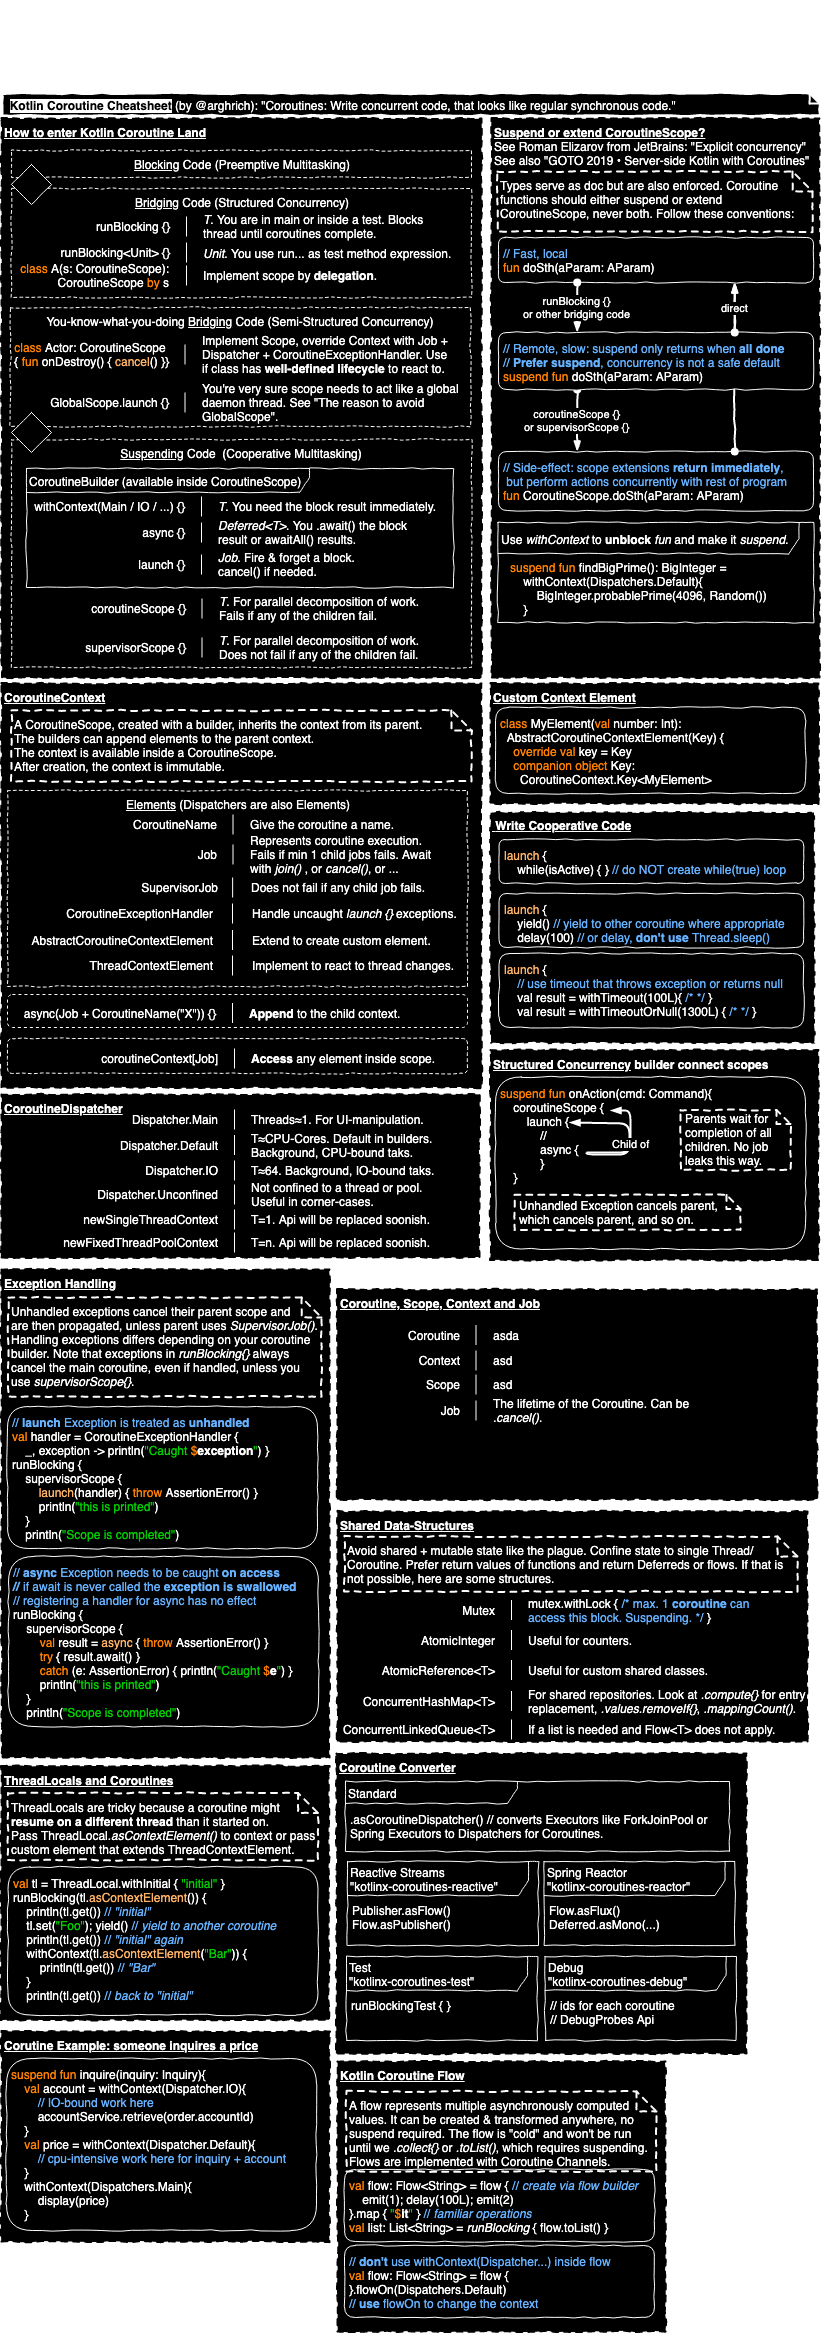 Kotlin Coroutine Cheatsheet (by @arghrich): "Coroutines: Write concurrent code, that looks like regular synchronous code."
How to enter Kotlin Coroutine Land
Blocking Code (Preemptive Multitasking)
Bridging Code (Structured Concurrency)
runBlocking {}
T. You are in main or inside a test. Blocks
thread until coroutines complete.
runBlocking<Unit> {}
Unit. You use run... as test method expression.
class A(s: CoroutineScope):
CoroutineScope by s
Implement scope by delegation.
You-know-what-you-doing Bridging Code (Semi-Structured Concurrency)
class Actor: CoroutineScope
{ fun onDestroy() { cancel() }}
Implement Scope, override Context with Job +
Dispatcher + CoroutineExceptionHandler. Use
if class has well-defined lifecycle to react to.
GlobalScope.launch {}
You're very sure scope needs to act like a global
daemon thread. See "The reason to avoid
GlobalScope".
Suspending Code (Cooperative Multitasking)
CoroutineBuilder (available inside CoroutineScope)
withContext(Main / IO / ...) {}
T. You need the block result immediately.
async {}
Deferred<T>. You .await() the block
result or awaitAll() results.
launch {}
Job. Fire & forget a block.
cancel() if needed.
coroutineScope {}
T. For parallel decomposition of work.
Fails if any of the children fail.
supervisorScope {}
T. For parallel decomposition of work.
Does not fail if any of the children fail.
Suspend or extend CoroutineScope?
See Roman Elizarov from JetBrains: "Explicit concurrency"
See also "GOTO 2019 • Server-side Kotlin with Coroutines"
Types serve as doc but are also enforced. Coroutine
functions should either suspend or extend
CoroutineScope, never both. Follow these conventions:
// Fast, local
fun doSth(aParam: AParam)
runBlocking {}
or other bridging code
direct
// Remote, slow: suspend only returns when all done
// Prefer suspend, concurrency is not a safe default
suspend fun doSth(aParam: AParam)
coroutineScope {}
or supervisorScope {}
// Side-effect: scope extensions return immediately,
but perform actions concurrently with rest of program
fun CoroutineScope.doSth(aParam: AParam)
Use withContext to unblock fun and make it suspend.
suspend fun findBigPrime(): BigInteger =
withContext(Dispatchers.Default){
BigInteger.probablePrime(4096, Random())
}
CoroutineContext
A CoroutineScope, created with a builder, inherits the context from its parent.
The builders can append elements to the parent context.
The context is available inside a CoroutineScope.
After creation, the context is immutable.
Elements (Dispatchers are also Elements)
CoroutineName
Give the coroutine a name.
Job
Represents coroutine execution.
Fails if min 1 child jobs fails. Await
with join() , or cancel(), or ...
SupervisorJob
Does not fail if any child job fails.
CoroutineExceptionHandler
Handle uncaught launch {} exceptions.
AbstractCoroutineContextElement
Extend to create custom element.
ThreadContextElement
Implement to react to thread changes.
async(Job + CoroutineName("X")) {}
Append to the child context.
coroutineContext[Job]
Access any element inside scope.
Custom Context Element
class MyElement(val number: Int):
AbstractCoroutineContextElement(Key) {
override val key = Key
companion object Key:
CoroutineContext.Key<MyElement>
Write Cooperative Code
launch {
while(isActive) { } // do NOT create while(true) loop
launch {
yield() // yield to other coroutine where appropriate
delay(100) // or delay, don't use Thread.sleep()
launch {
// use timeout that throws exception or returns null
val result = withTimeout(100L){ /* */ }
val result = withTimeoutOrNull(1300L) { /* */ }
Structured Concurrency builder connect scopes
suspend fun onAction(cmd: Command){
coroutineScope {
launch {
//
async {
}
}
Child of
Parents wait for
completion of all
children. No job
leaks this way.
Unhandled Exception cancels parent,
which cancels parent, and so on.
CoroutineDispatcher
Dispatcher.Main
Threads≈1. For UI-manipulation.
Dispatcher.Default
T≈CPU-Cores. Default in builders.
Background, CPU-bound taks.
Dispatcher.IO
T≈64. Background, IO-bound taks.
Dispatcher.Unconfined
Not confined to a thread or pool.
Useful in corner-cases.
newSingleThreadContext
T=1. Api will be replaced soonish.
newFixedThreadPoolContext
T=n. Api will be replaced soonish.
Exception Handling
Unhandled exceptions cancel their parent scope and
are then propagated, unless parent uses SupervisorJob().
Handling exceptions differs depending on your coroutine
builder. Note that exceptions in runBlocking{} always
cancel the main coroutine, even if handled, unless you
use supervisorScope{}.
// launch Exception is treated as unhandled
val handler = CoroutineExceptionHandler {
_, exception -> println("Caught $exception") }
runBlocking {
supervisorScope {
launch(handler) { throw AssertionError() }
println("this is printed")
}
println("Scope is completed")
// async Exception needs to be caught on access
// if await is never called the exception is swallowed
// registering a handler for async has no effect
runBlocking {
supervisorScope {
val result = async { throw AssertionError() }
try { result.await() }
catch (e: AssertionError) { println("Caught $e") }
println("this is printed")
}
println("Scope is completed")
Coroutine, Scope, Context and Job
Coroutine
asda
Context
asd
Scope
asd
Job
The lifetime of the Coroutine. Can be
.cancel().
Shared Data-Structures
Avoid shared + mutable state like the plague. Confine state to single Thread/
Coroutine. Prefer return values of functions and return Deferreds or flows. If that is
not possible, here are some structures.
Mutex
mutex.withLock { /* max. 1 coroutine can
access this block. Suspending. */ }
AtomicInteger
Useful for counters.
AtomicReference<T>
Useful for custom shared classes.
ConcurrentHashMap<T>
For shared repositories. Look at .compute{} for entry
replacement, .values.removeIf{}, .mappingCount().
ConcurrentLinkedQueue<T>
If a list is needed and Flow<T> does not apply.
ThreadLocals and Coroutines
ThreadLocals are tricky because a coroutine might
resume on a different thread than it started on.
Pass ThreadLocal.asContextElement() to context or pass
custom element that extends ThreadContextElement.
val tl = ThreadLocal.withInitial { "initial" }
runBlocking(tl.asContextElement()) {
println(tl.get()) // "initial"
tl.set("Foo"); yield() // yield to another coroutine
println(tl.get()) // "initial" again
withContext(tl.asContextElement("Bar")) {
println(tl.get()) // "Bar"
}
println(tl.get()) // back to "initial"
Coroutine Converter
Standard
.asCoroutineDispatcher() // converts Executors like ForkJoinPool or
Spring Executors to Dispatchers for Coroutines.
Reactive Streams
"kotlinx-coroutines-reactive"
Publisher.asFlow()
Flow.asPublisher()
Spring Reactor
"kotlinx-coroutines-reactor"
Flow.asFlux()
Deferred.asMono(...)
Test
"kotlinx-coroutines-test"
runBlockingTest { }
Debug
"kotlinx-coroutines-debug"
// ids for each coroutine
// DebugProbes Api
Corutine Example: someone inquires a price
suspend fun inquire(inquiry: Inquiry){
val account = withContext(Dispatcher.IO){
// IO-bound work here
accountService.retrieve(order.accountId)
}
val price = withContext(Dispatcher.Default){
// cpu-intensive work here for inquiry + account
}
withContext(Dispatchers.Main){
display(price)
}
Kotlin Coroutine Flow
A flow represents multiple asynchronously computed
values. It can be created & transformed anywhere, no
suspend required. The flow is "cold" and won't be run
until we .collect{} or .toList(), which requires suspending.
Flows are implemented with Coroutine Channels.
val flow: Flow<String> = flow { // create via flow builder
emit(1); delay(100L); emit(2)
}.map { "$it" } // familiar operations
val list: List<String> = runBlocking { flow.toList() }
// don't use withContext(Dispatcher...) inside flow
val flow: Flow<String> = flow {
}.flowOn(Dispatchers.Default)
// use flowOn to change the context